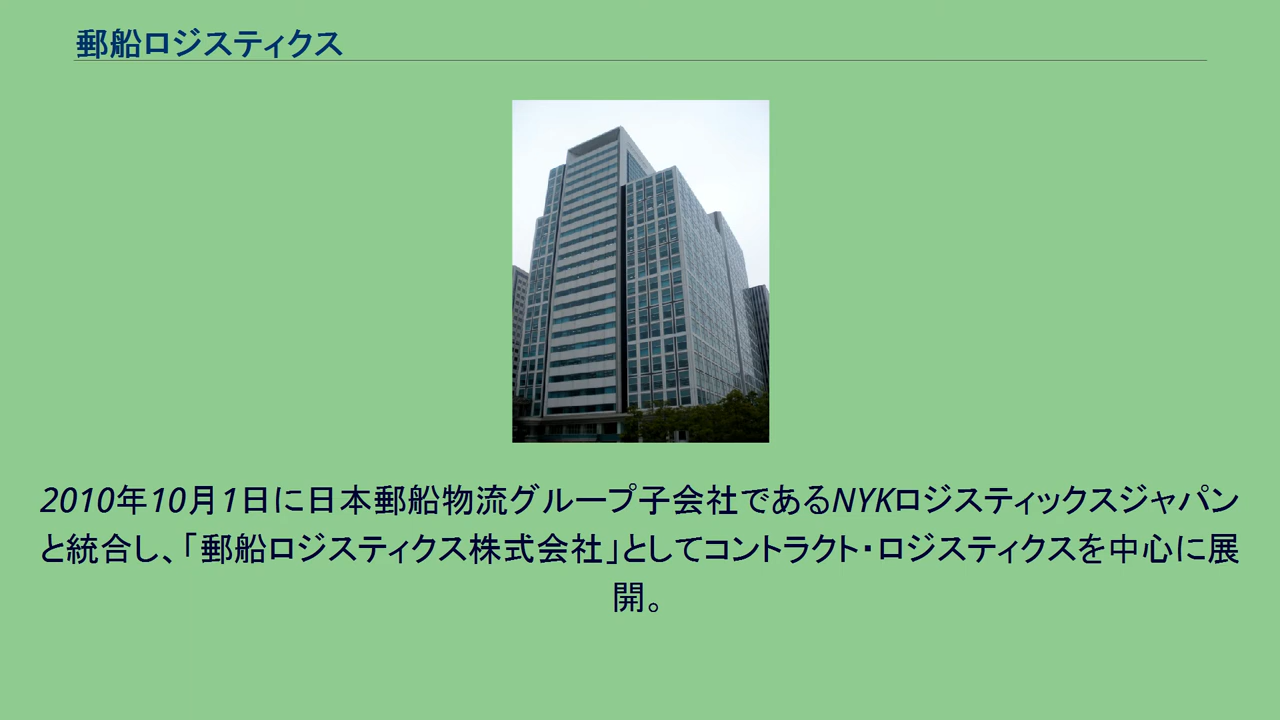 郵船ロジスティクス
2010年10月1日に日本郵船物流グループ子会社であるNYKロジスティックスジャパン
と統合し、「郵船ロジスティクス株式会社」としてコントラクト・ロジスティクスを中心に展
開。